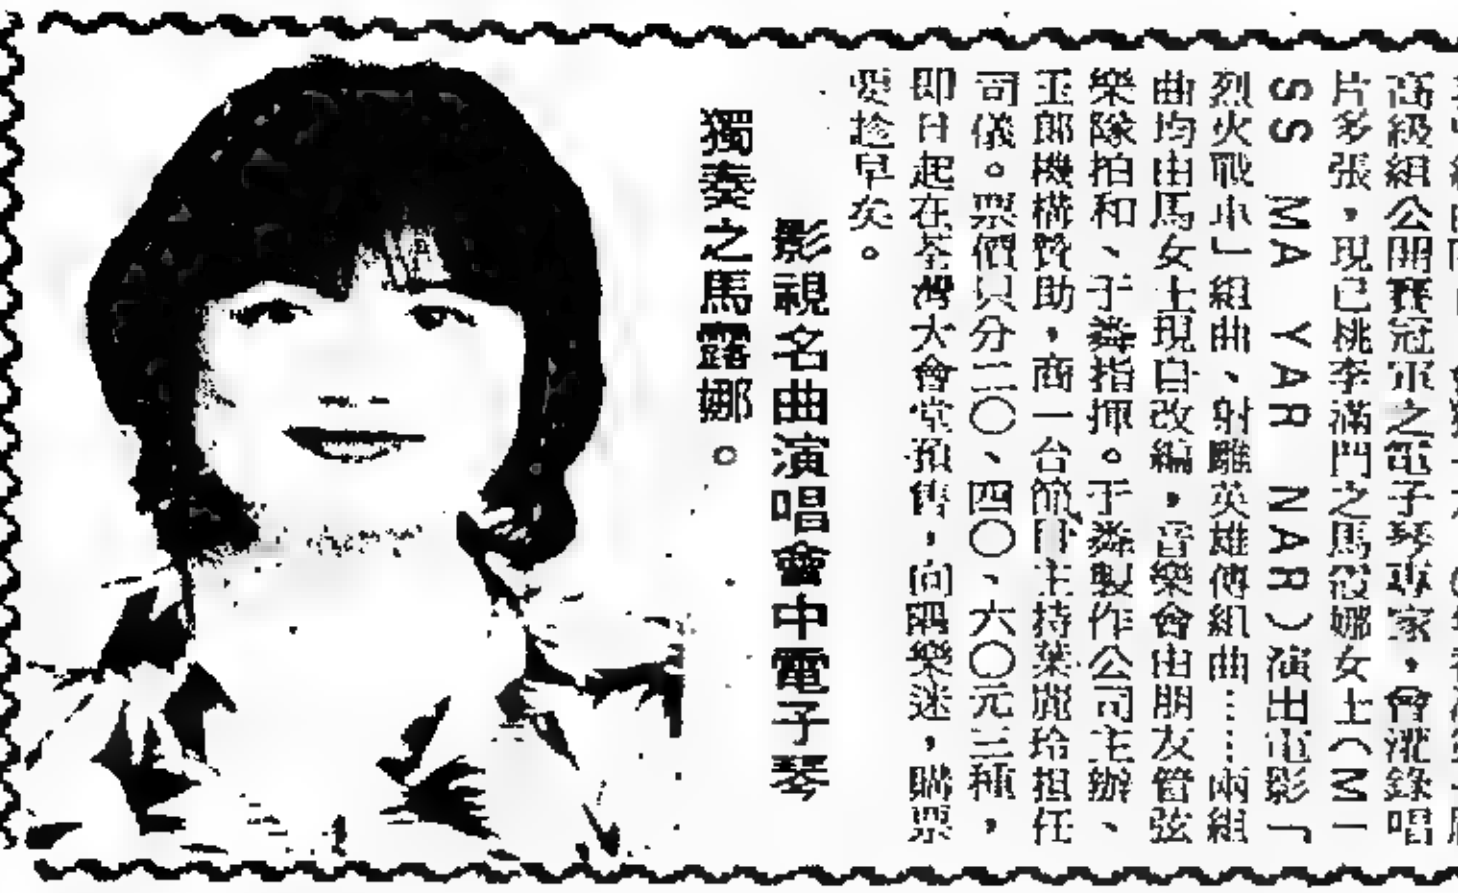 高級組公開賽冠軍之電子琴專家,曾灌錄唱
片多張,現已桃李滿門之馬露娜女士(MI
SS MA YAR NAR)演出電影「
烈火戰車」組曲、射雕英雄傳組曲……兩組
曲均由馬女士現自改編,音樂會由朋友管弦
樂隊拍和、于粦指揮。于粦製作公司主辦、
玉郎機構贊助,商一台節目主持葉麗玲担任
司儀。票價只分二〇、四〇、六〇元三種,
即日起在荃灣大會堂預售,向隅樂迷,購票
要趁早矣。
影視名曲演唱會中電子琴
獨奏之馬露娜。